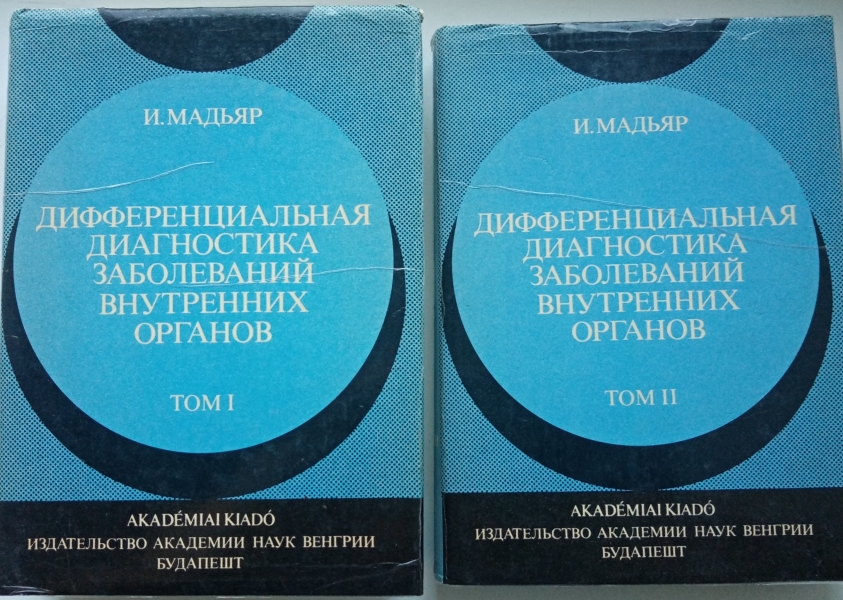 И. МАДЬЯР
ДИФФЕРЕНЦИАЛЬНАЯ
ДИАГНОСТИКА
ЗАБОЛЕВАНИЙ
ВНУТРЕННИХ
ОРГАНОВ
ТОМ I
AKADÉMIAI KIADÓ
ИЗДАТЕЛЬСТВО АКАДЕМИИ НАУК ВЕНГРИИ
БУДАПЕШТ
И. МАДЬЯР
ДИФФЕРЕНЦИАЛЬНАЯ
ДИАГНОСТИКА
ЗАБОЛЕВАНИЙ
ВНУТРЕННИХ
ОРГАНОВ
ТОМ II
AKADÉMIAI KIADÓ
ИЗДАТЕЛЬСТВО АКАДЕМИИ НАУК ВЕНГРИИ
БУДАПЕШТ